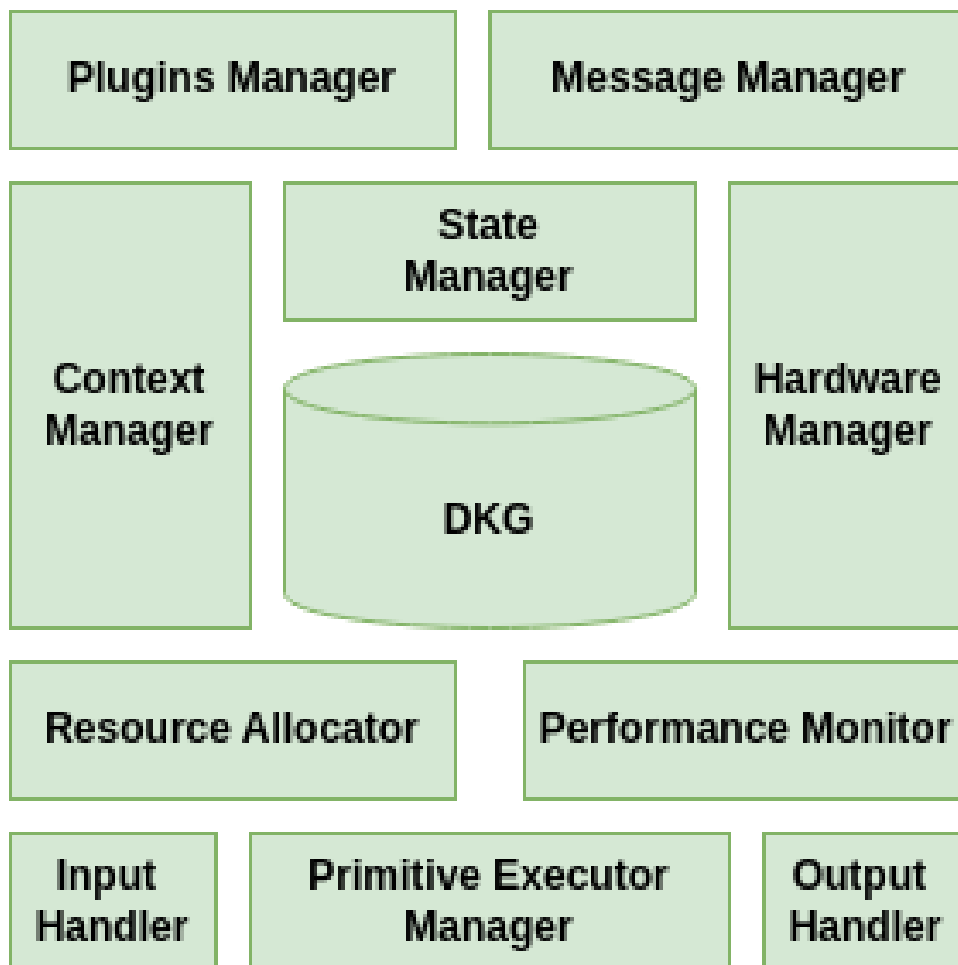 Plugins Manager
Message Manager
State
Manager
Context
Manager
Hardware
Manager
DKG
Resource Allocator
Performance Monitor
Input
Handler
Primitive Executor
Manager
Output
Handler